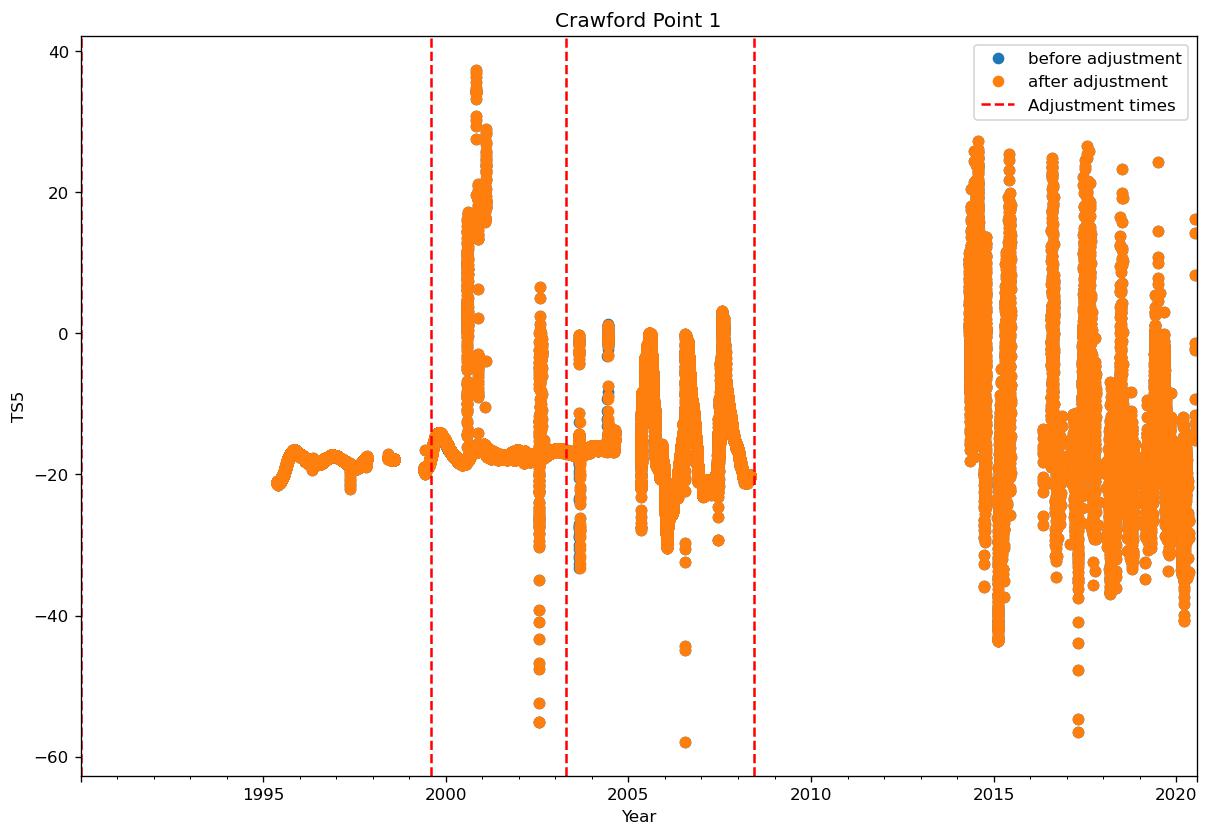 Crawford Point 1
before adjustment
after adjustment
Adjustment times
TS5
40
20
0
−20
−40
−60
1995 2000 2005 2010 2015 2020
Year